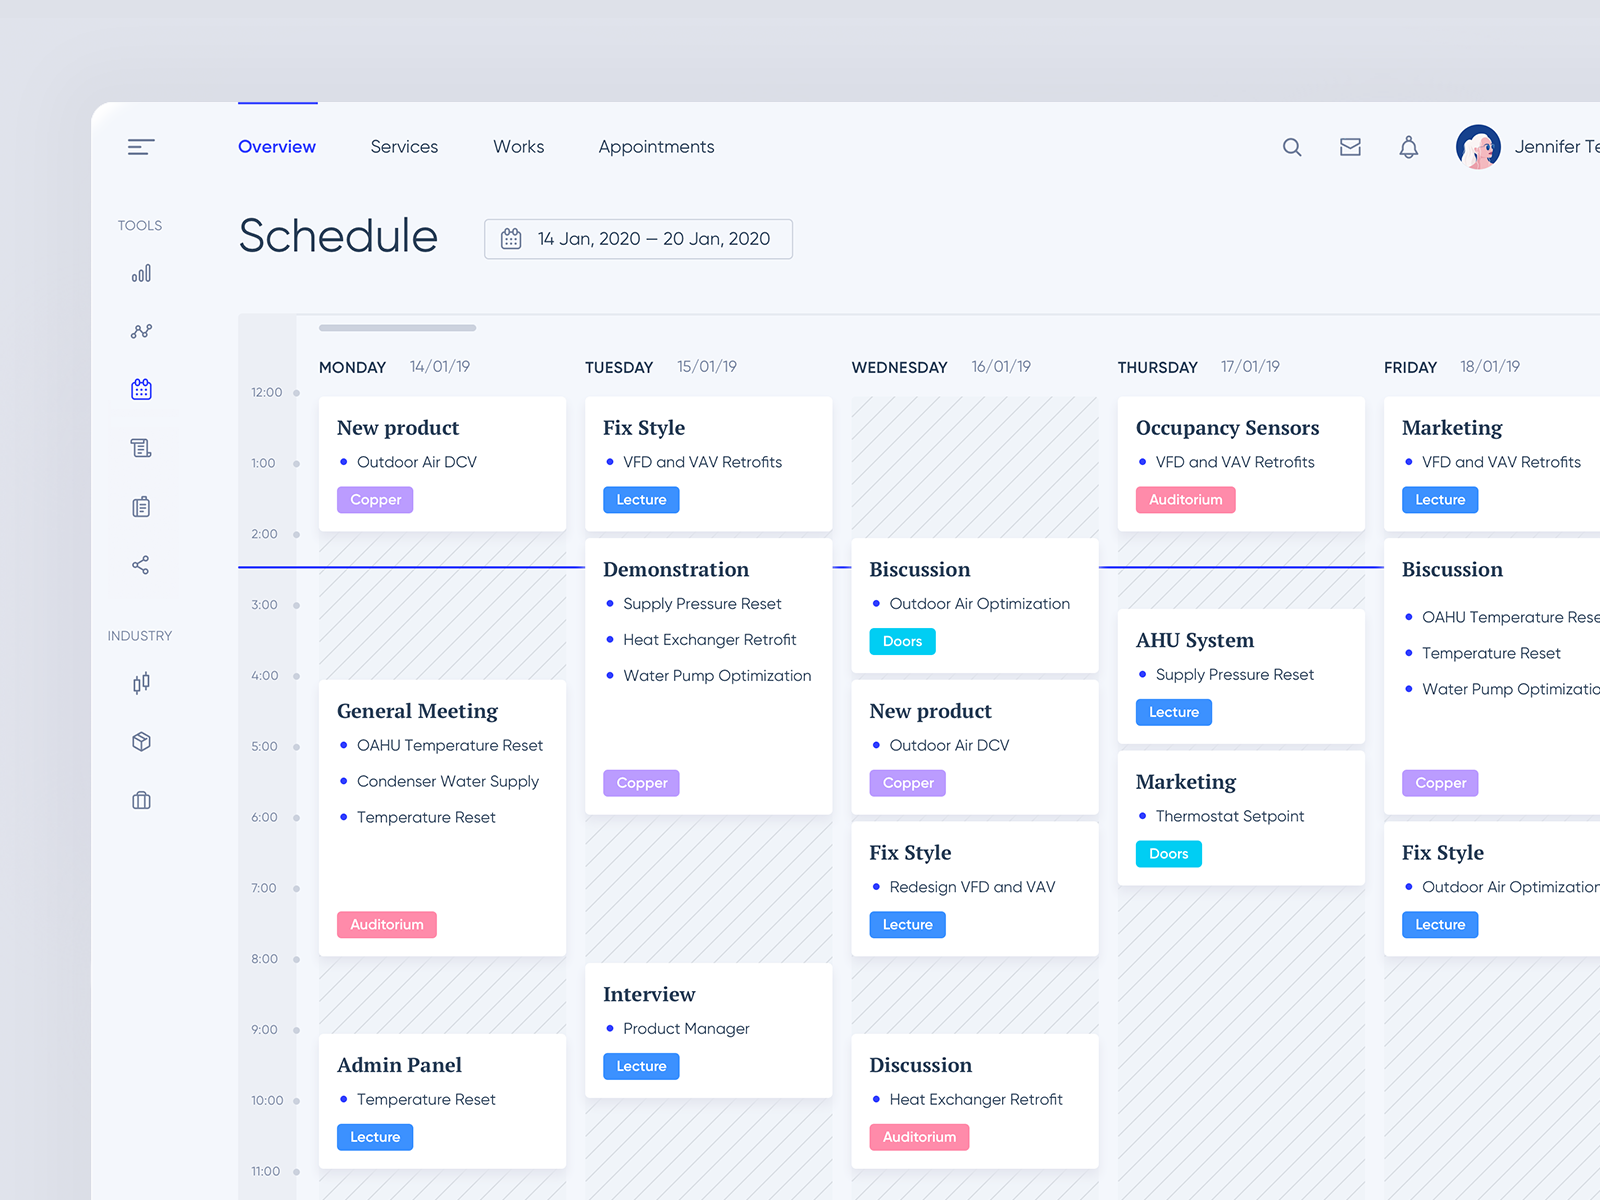 Overview Services Works Appointments Jennifer
TOOLS
Schedule 14 Jan, 2020 – 20 Jan, 2020
INDUSTRY
MONDAY 14/01/19 TUESDAY 15/01/19 WEDNESDAY 16/01/19 THURSDAY 17/01/19 FRIDAY 18/01/19
12:00
1:00
2:00
3:00
4:00
5:00
6:00
7:00
8:00
9:00
10:00
11:00
New product
Outdoor Air DCV
Copper
General Meeting
OAHU Temperature Reset
Condenser Water Supply
Temperature Reset
Auditorium
Admin Panel
Temperature Reset
Lecture
Fix Style
VFD and VAV Retrofits
Lecture
Demonstration
Supply Pressure Reset
Heat Exchanger Retrofit
Water Pump Optimization
Copper
Interview
Product Manager
Lecture
Biscussion
Outdoor Air Optimization
Doors
New product
Outdoor Air DCV
Copper
Fix Style
Redesign VFD and VAV
Lecture
Discussion
Heat Exchanger Retrofit
Auditorium
Occupancy Sensors
VFD and VAV Retrofits
Auditorium
AHU System
Supply Pressure Reset
Lecture
Marketing
Thermostat Setpoint
Doors
Marketing
VFD and VAV Retrofits
Lecture
Biscussion
OAHU Temperature Rese
Temperature Reset
Water Pump Optimizatio
Copper
Fix Style
Outdoor Air Optimization
Lecture